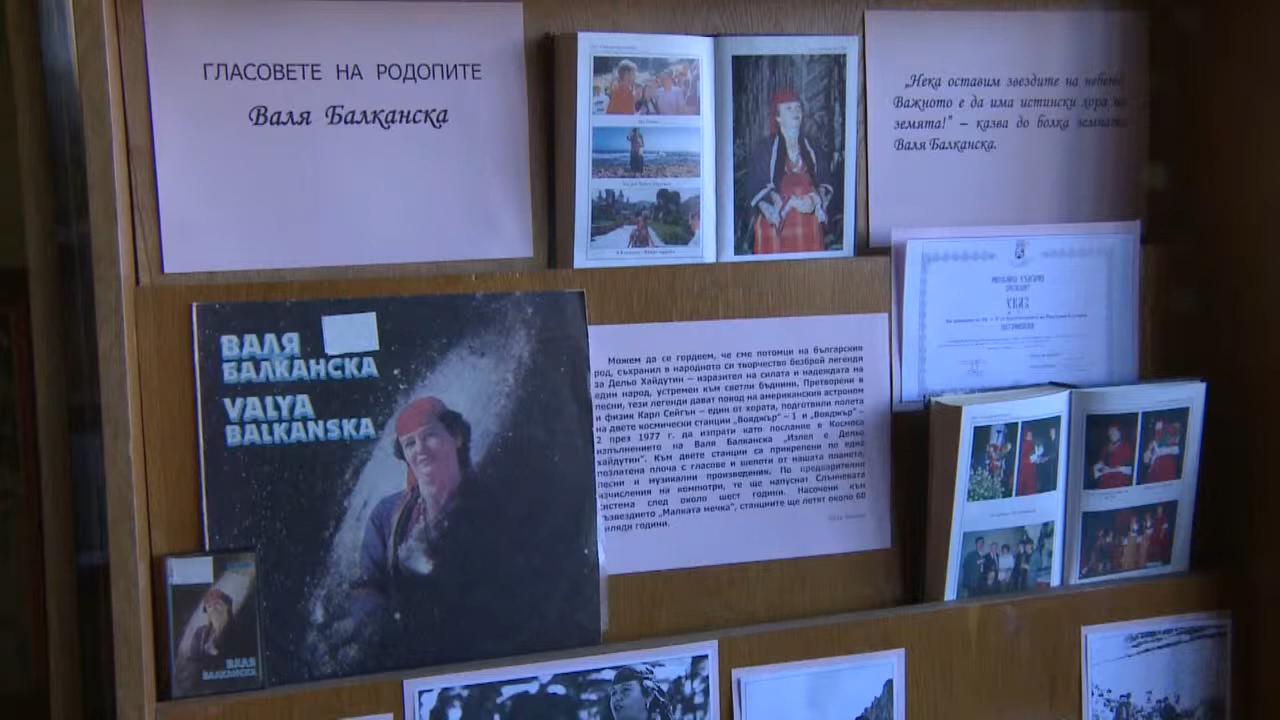 ГЛАСОВЕТЕ НА РОДОПИТЕ
Валя Балканска
„Нека оставим звездите на небето.
Важното е да има истински хора на
земята!" – казва до болка земната
Валя Балканска.
УКАЗ
ВАЛЯ
БАЛКАНСКА
VALYA
BALKANSKA
Можем да се гордеем, че сме потомци на българския
род, съхранил в народното си творчество безброй легенди
за Дельо Хайдутин – изразител на силата и надеждата на
един народ, устремен към светли бъднини. Претворени в
песни, тези легенди дават повод на американския астроном
и физик Карл Сейгън – един от хората, подготвили полета
на двете космически станции „Вояджър" – 1 и „Вояджър" –
2 през 1977 г. да изпрати като послание в Космоса
изпълнението на Валя Балканска „Излел е Дельо
хайдутин". Към двете станции са прикрепени по една
позлатена плоча с гласове и шепоти от нашата планета,
песни и музикални произведения. По предварителни
изчисления на компютри, те ще напуснат Слънчевата
система след около шест години. Насочени към
съзвездието „Малката мечка", станциите ще летят около 60
хиляди години.
ВАЛЯ
БАЛКАНСКА